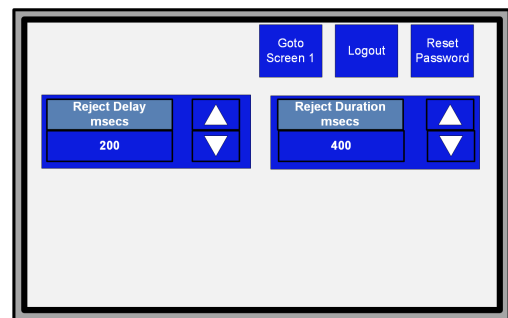 Goto
Screen 1
Logout
Reset
Password
Reject Delay
msecs
200
Reject Duration
msecs
400